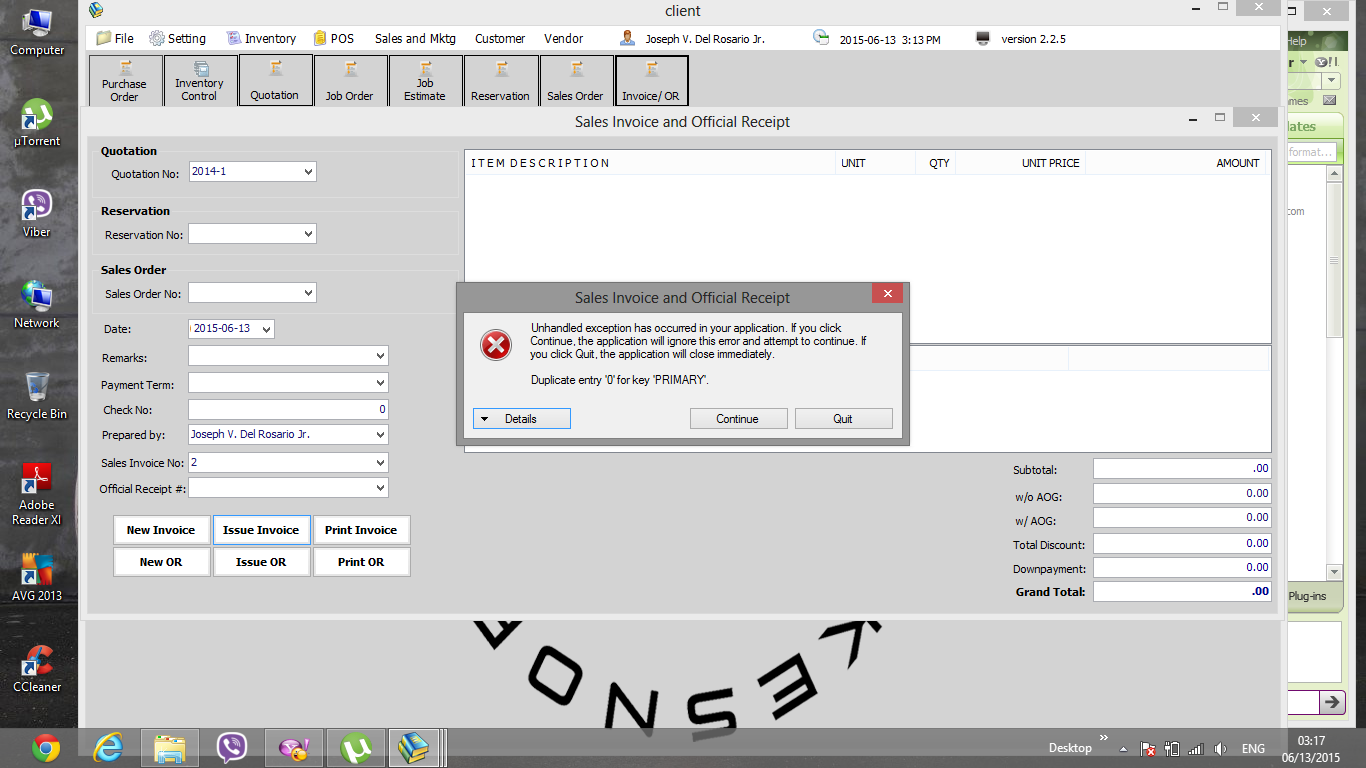 client
File Setting Inventory POS Sales and Mktg Customer Vendor Joseph V. Del Rosario Jr. 2015-06-13 3:13 PM version 2.2.5
Purchase Order
Inventory Control
Quotation
Job Order
Job Estimate
Reservation
Sales Order
Invoice/ OR
Sales Invoice and Official Receipt
Quotation
Quotation No: 2014-1
Reservation
Reservation No:
Sales Order
Sales Order No:
Date: 2015-06-13
Remarks:
Payment Term:
Check No: 0
Prepared by: Joseph V. Del Rosario Jr.
Sales Invoice No: 2
Official Receipt #:
New Invoice Issue Invoice Print Invoice
New OR Issue OR Print OR
ITEM DESCRIPTION UNIT QTY UNIT PRICE AMOUNT
Sales Invoice and Official Receipt
Unhandled exception has occurred in your application. If you click
Continue, the application will ignore this error and attempt to continue. If
you click Quit, the application will close immediately.
Duplicate entry '0' for key 'PRIMARY'.
Details Continue Quit
Subtotal: .00
w/o AOG: 0.00
w/ AOG: 0.00
Total Discount: 0.00
Downpayment: 0.00
Grand Total: .00
Computer
µTorrent
Viber
Network
Recycle Bin
Adobe
Reader XI
AVG 2013
CCleaner
Help
format...
com
Plug-ins
Desktop
ENG
03:17
06/13/2015